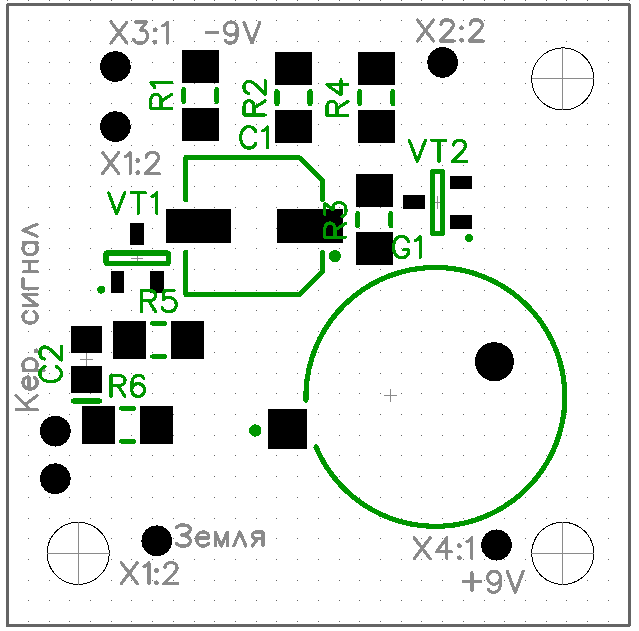 X3:1 -9V
X2:2
R1
R2
R4
C1
X1:2
VT2
VT1
R3
G1
Кер. сигнал
R5
C2
R6
Земля
X4:1
X1:2
+9V